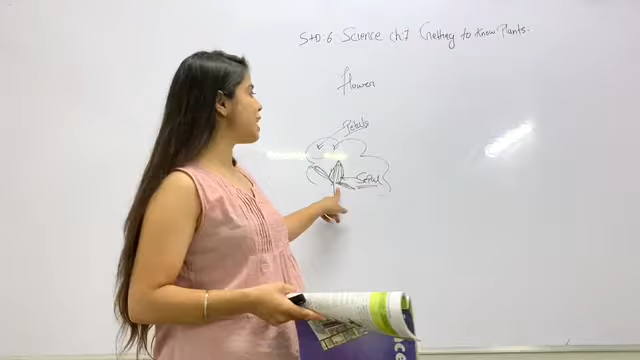 STD:6 Science ch:7 Getting to Know Plants.
flower
Petals
Sepal